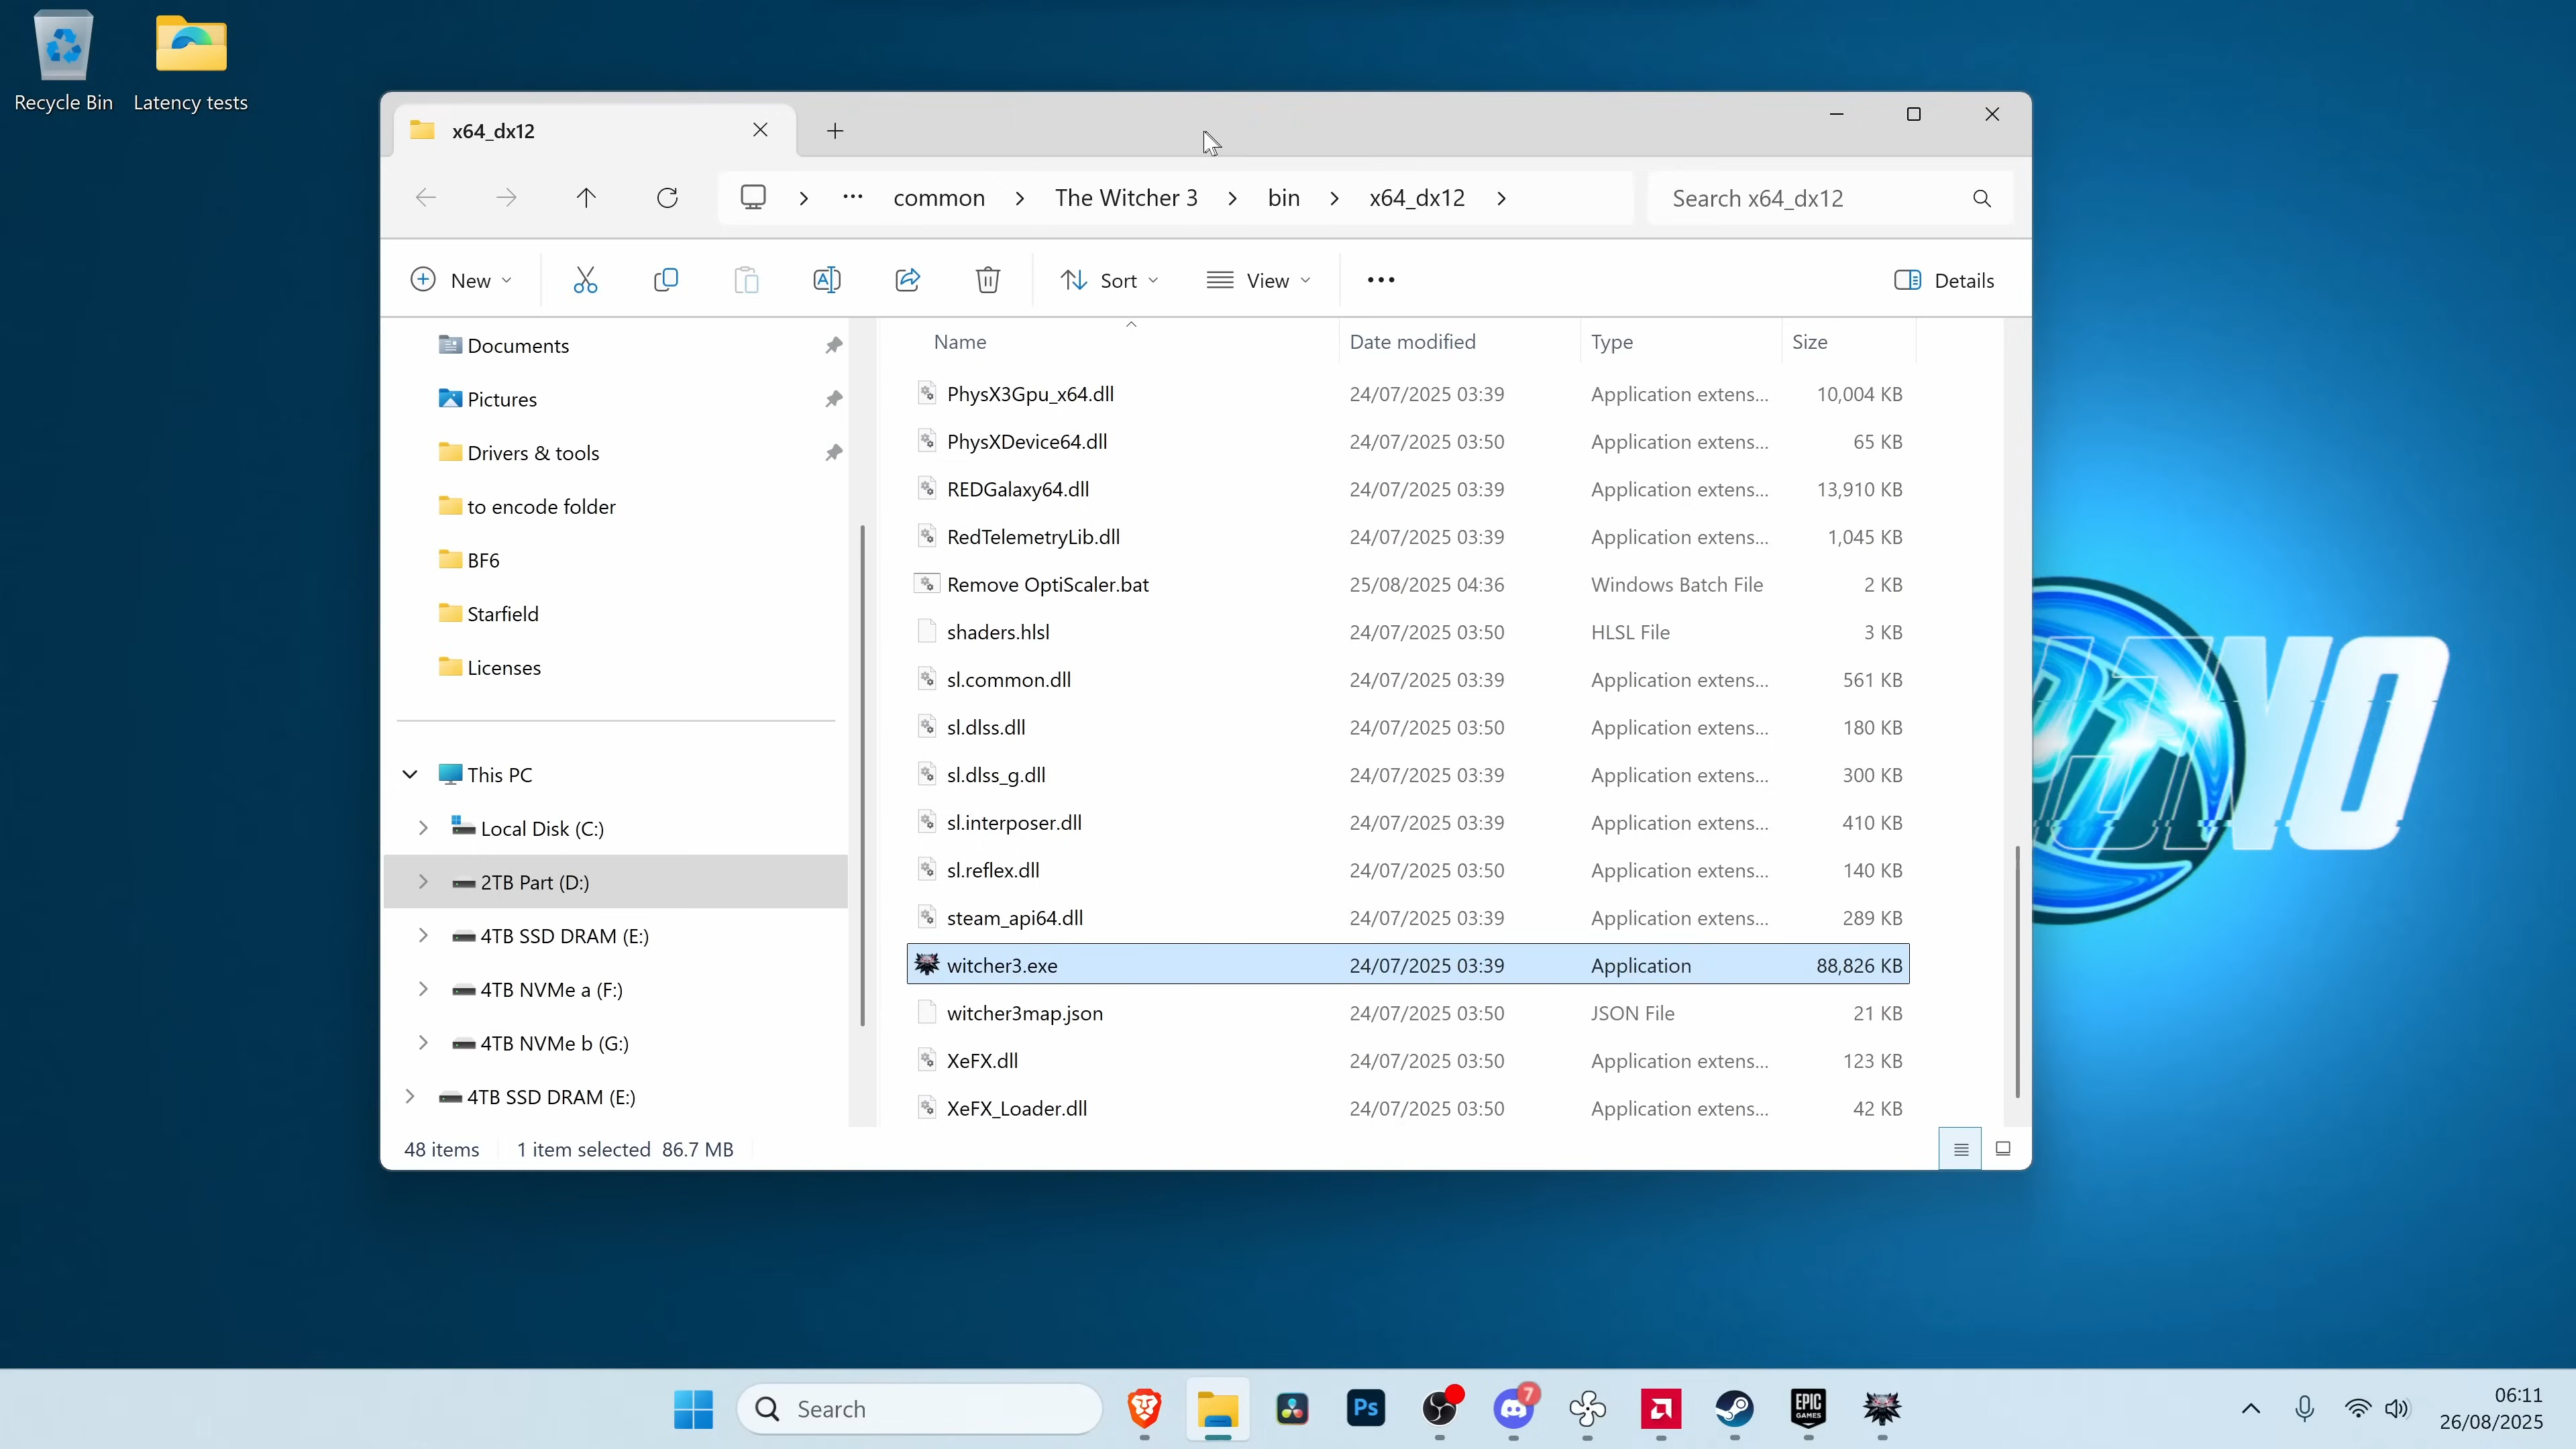 Recycle Bin
Latency tests
x64_dx12
common
The Witcher 3
bin
x64_dx12
Search x64_dx12
New
Sort
View
Details
Documents
Pictures
Drivers & tools
to encode folder
BF6
Starfield
Licenses
This PC
Local Disk (C:)
2TB Part (D:)
4TB SSD DRAM (E:)
4TB NVMe a (F:)
4TB NVMe b (G:)
4TB SSD DRAM (E:)
Name Date modified Type Size
PhysX3Gpu_x64.dll 24/07/2025 03:39 Application extens... 10,004 KB
PhysXDevice64.dll 24/07/2025 03:50 Application extens... 65 KB
REDGalaxy64.dll 24/07/2025 03:39 Application extens... 13,910 KB
RedTelemetryLib.dll 24/07/2025 03:39 Application extens... 1,045 KB
Remove OptiScaler.bat 25/08/2025 04:36 Windows Batch File 2 KB
shaders.hlsl 24/07/2025 03:50 HLSL File 3 KB
sl.common.dll 24/07/2025 03:39 Application extens... 561 KB
sl.dlss.dll 24/07/2025 03:50 Application extens... 180 KB
sl.dlss_g.dll 24/07/2025 03:39 Application extens... 300 KB
sl.interposer.dll 24/07/2025 03:39 Application extens... 410 KB
sl.reflex.dll 24/07/2025 03:50 Application extens... 140 KB
steam_api64.dll 24/07/2025 03:39 Application extens... 289 KB
witcher3.exe 24/07/2025 03:39 Application 88,826 KB
witcher3map.json 24/07/2025 03:50 JSON File 21 KB
XeFX.dll 24/07/2025 03:50 Application extens... 123 KB
XeFX_Loader.dll 24/07/2025 03:50 Application extens... 42 KB
48 items
1 item selected 86.7 MB
Search
Ps
7
EPIC GAMES
06:11
26/08/2025